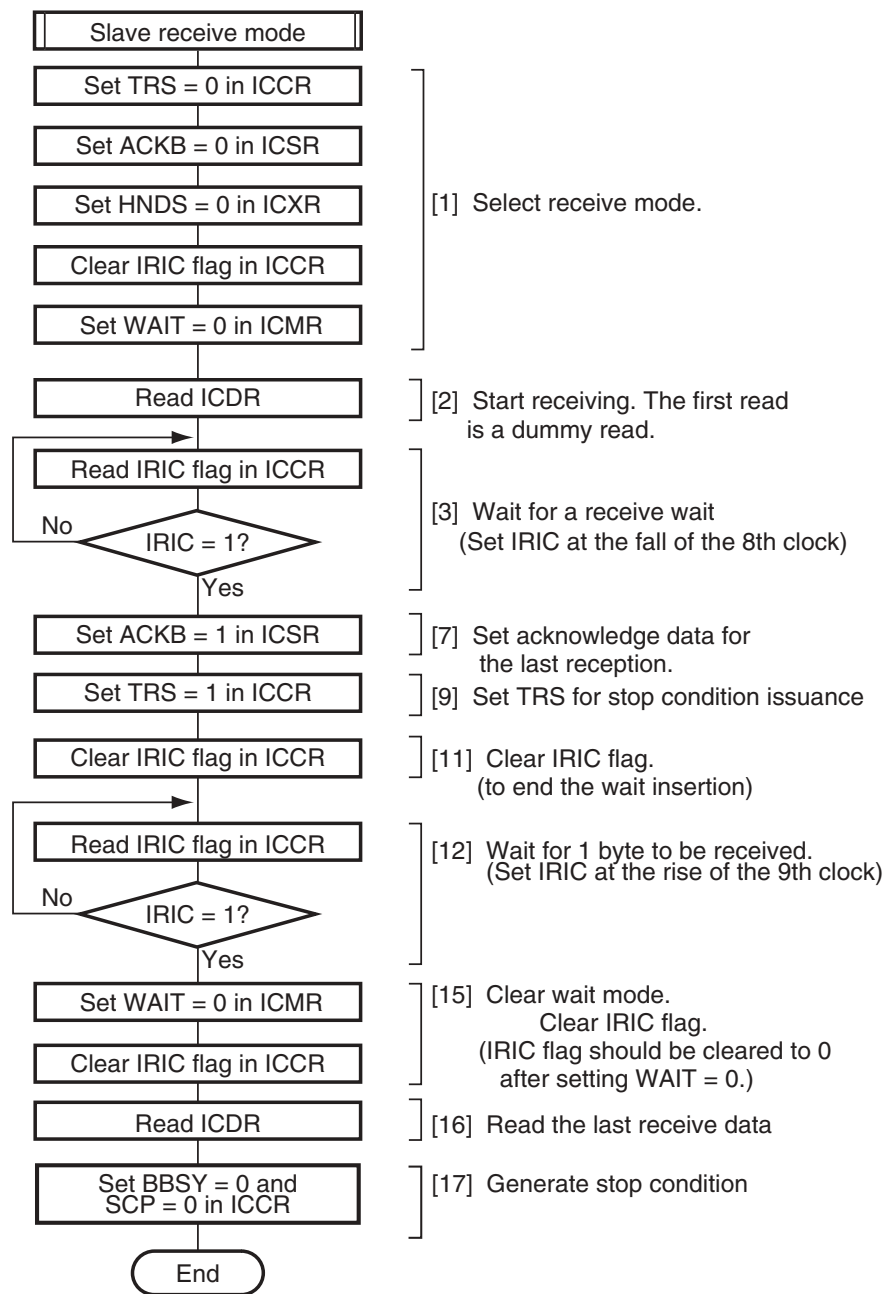 Slave receive mode
Set TRS = 0 in ICCR
Set ACKB = 0 in ICSR
Set HNDS = 0 in ICXR
[1] Select receive mode.
Clear IRIC flag in ICCR
Set WAIT = 0 in ICMR
Read ICDR
[2] Start receiving. The first read
is a dummy read.
Read IRIC flag in ICCR
No
IRIC = 1?
Yes
[3] Wait for a receive wait
(Set IRIC at the fall of the 8th clock)
Set ACKB = 1 in ICSR
[7] Set acknowledge data for
the last reception.
Set TRS = 1 in ICCR
[9] Set TRS for stop condition issuance
Clear IRIC flag in ICCR
[11] Clear IRIC flag.
(to end the wait insertion)
Read IRIC flag in ICCR
[12] Wait for 1 byte to be received.
(Set IRIC at the rise of the 9th clock)
No
IRIC = 1?
Yes
Set WAIT = 0 in ICMR
[15] Clear wait mode.
Clear IRIC flag.
(IRIC flag should be cleared to 0
after setting WAIT = 0.)
Clear IRIC flag in ICCR
Read ICDR
[16] Read the last receive data
Set BBSY = 0 and
SCP = 0 in ICCR
[17] Generate stop condition
End